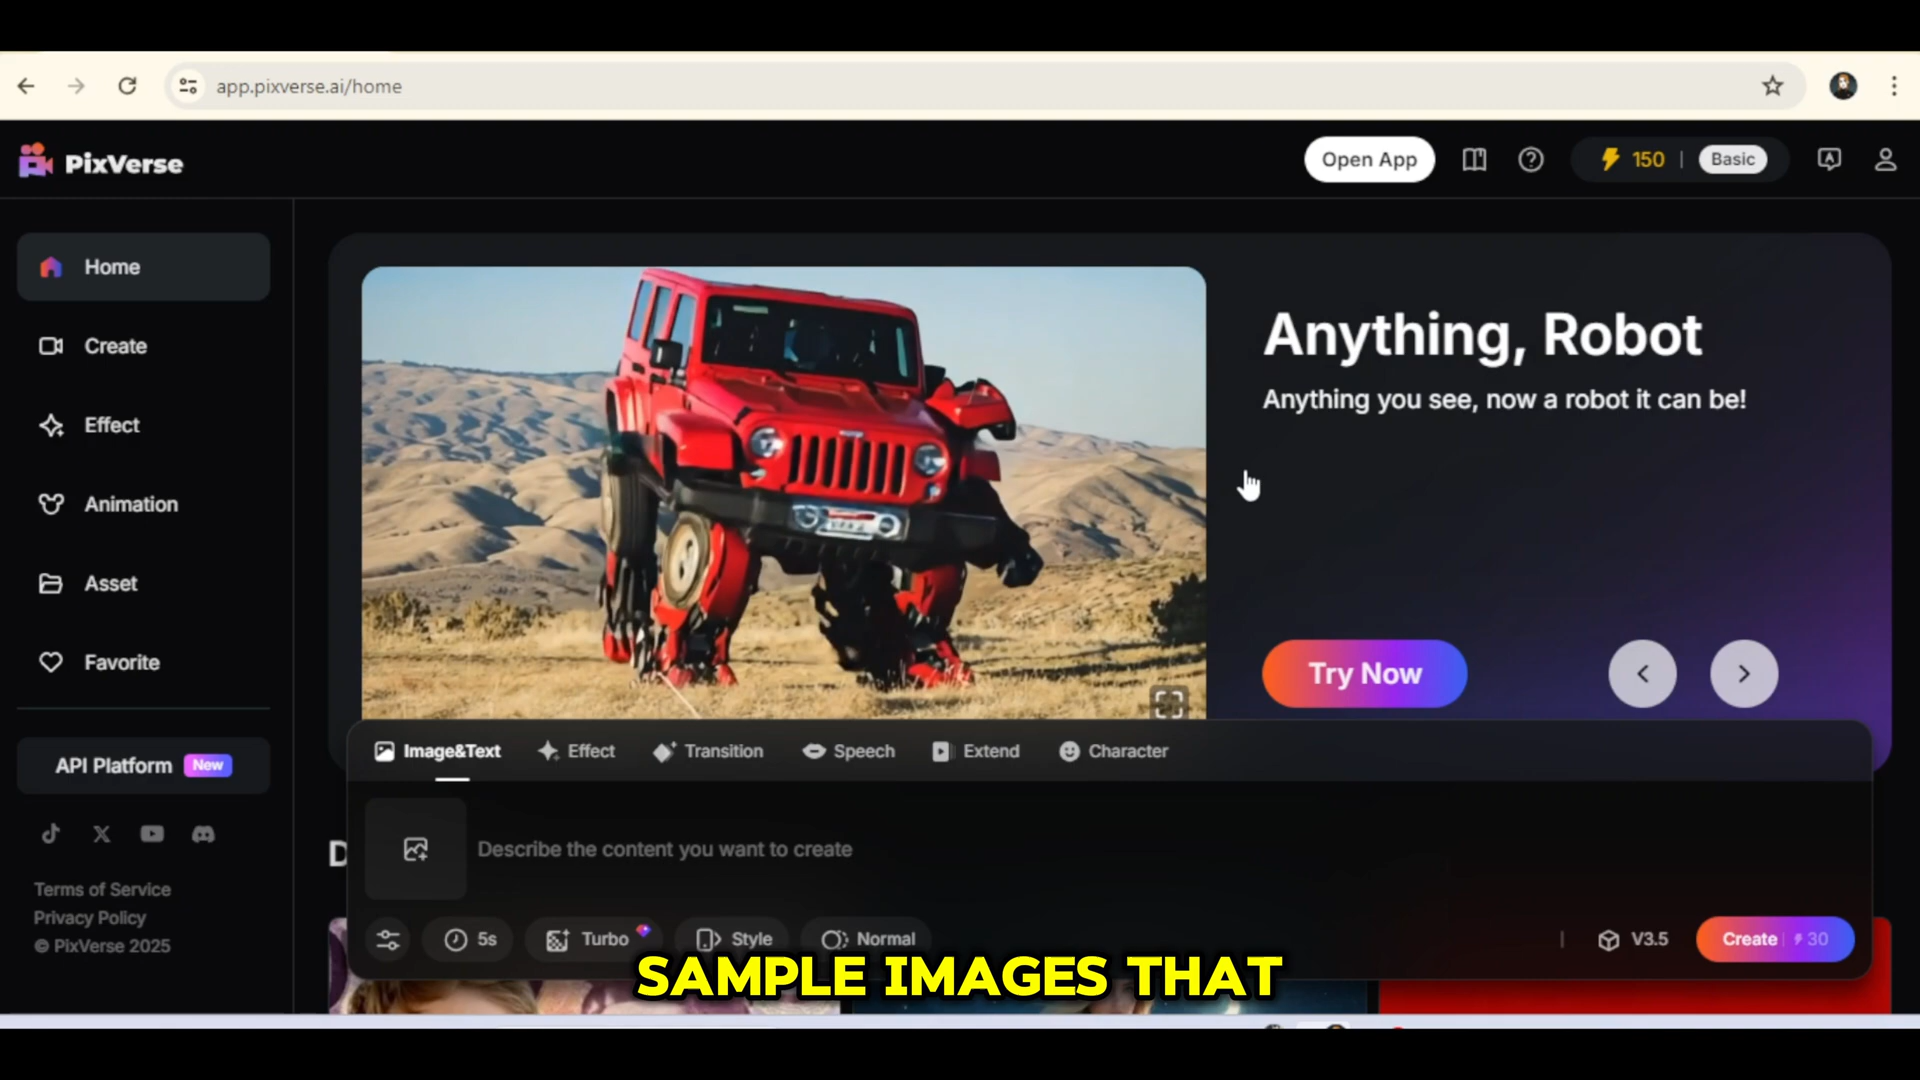 app.pixverse.ai/home
PixVerse
Open App
150
Basic
Home
Create
Effect
Animation
Asset
Favorite
API Platform New
Terms of Service
Privacy Policy
© PixVerse 2025
Anything, Robot
Anything you see, now a robot it can be!
Try Now
Image&Text
Effect
Transition
Speech
Extend
Character
D
Describe the content you want to create
5s
Turbo
Style
Normal
V3.5
Create 30
SAMPLE IMAGES THAT